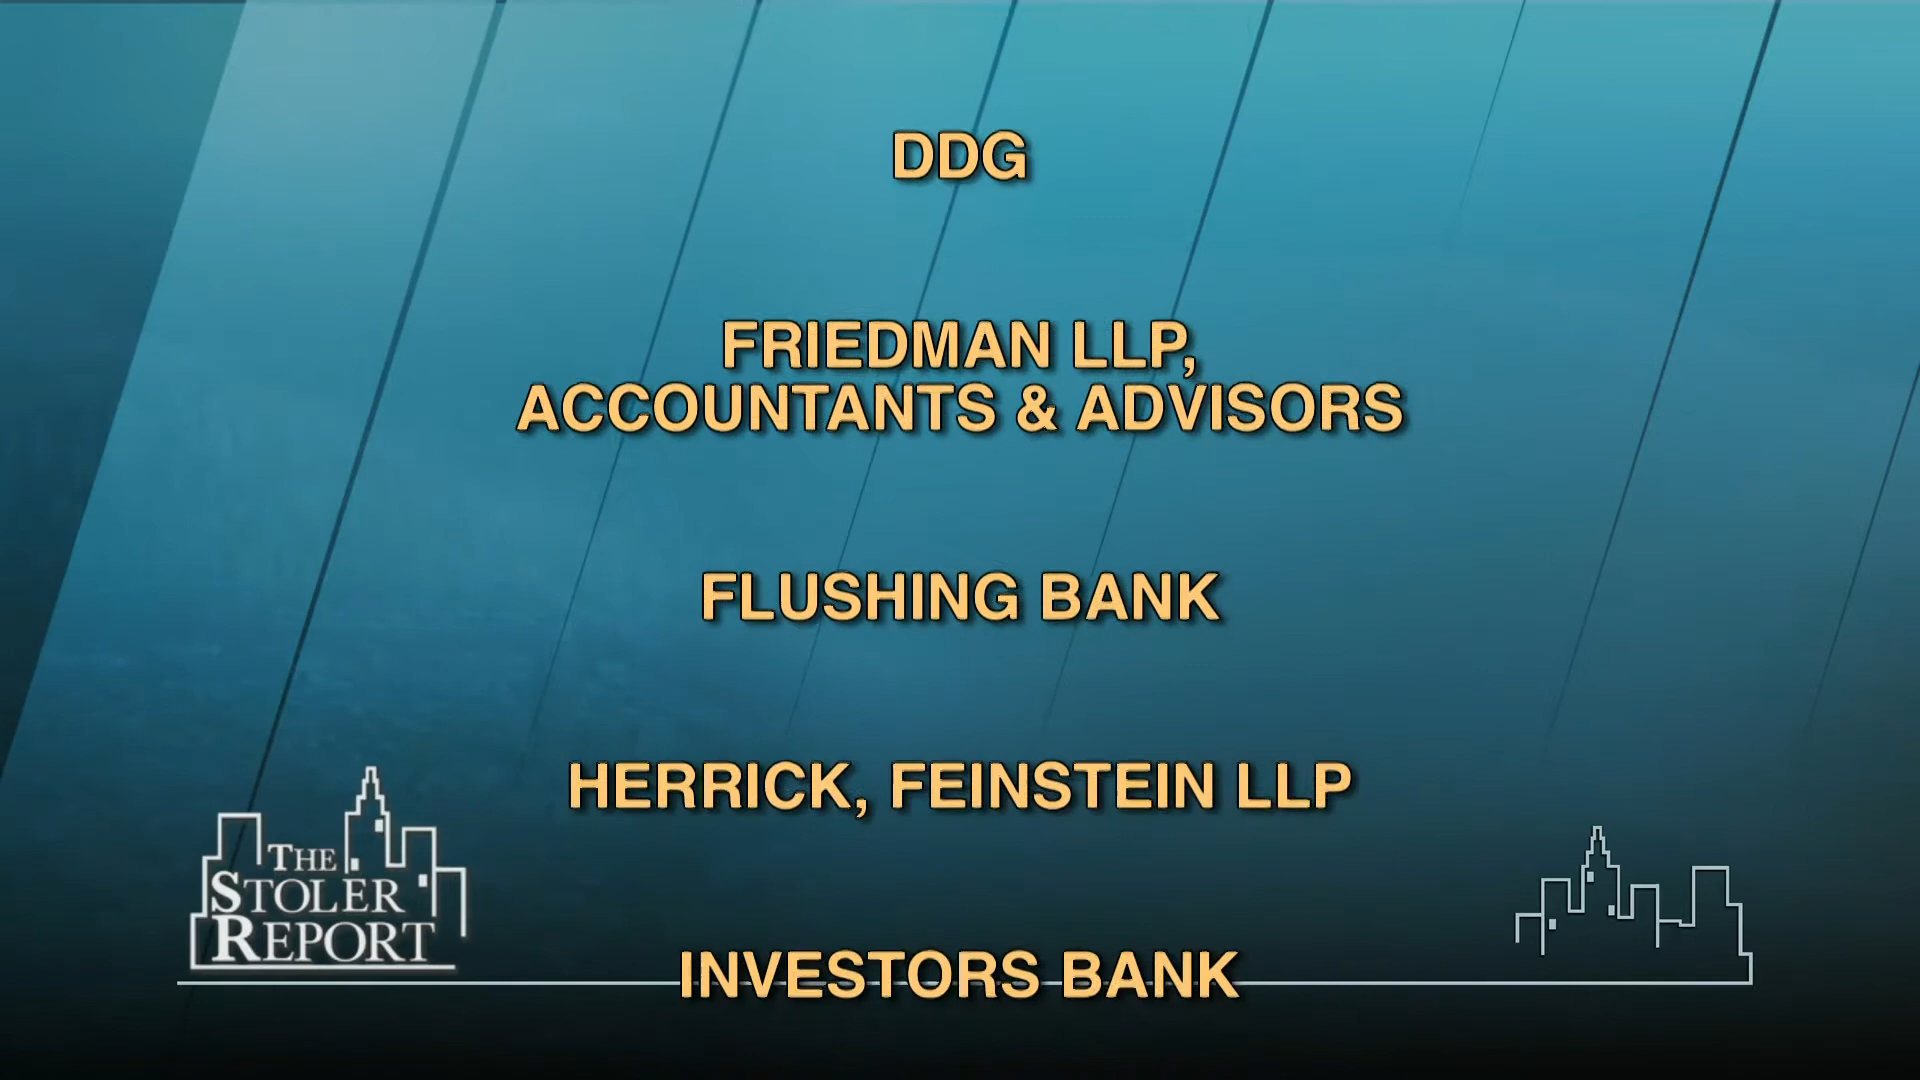 DDG
FRIEDMAN LLP,
ACCOUNTANTS & ADVISORS
FLUSHING BANK
HERRICK, FEINSTEIN LLP
THE
STOLER
REPORT
INVESTORS BANK